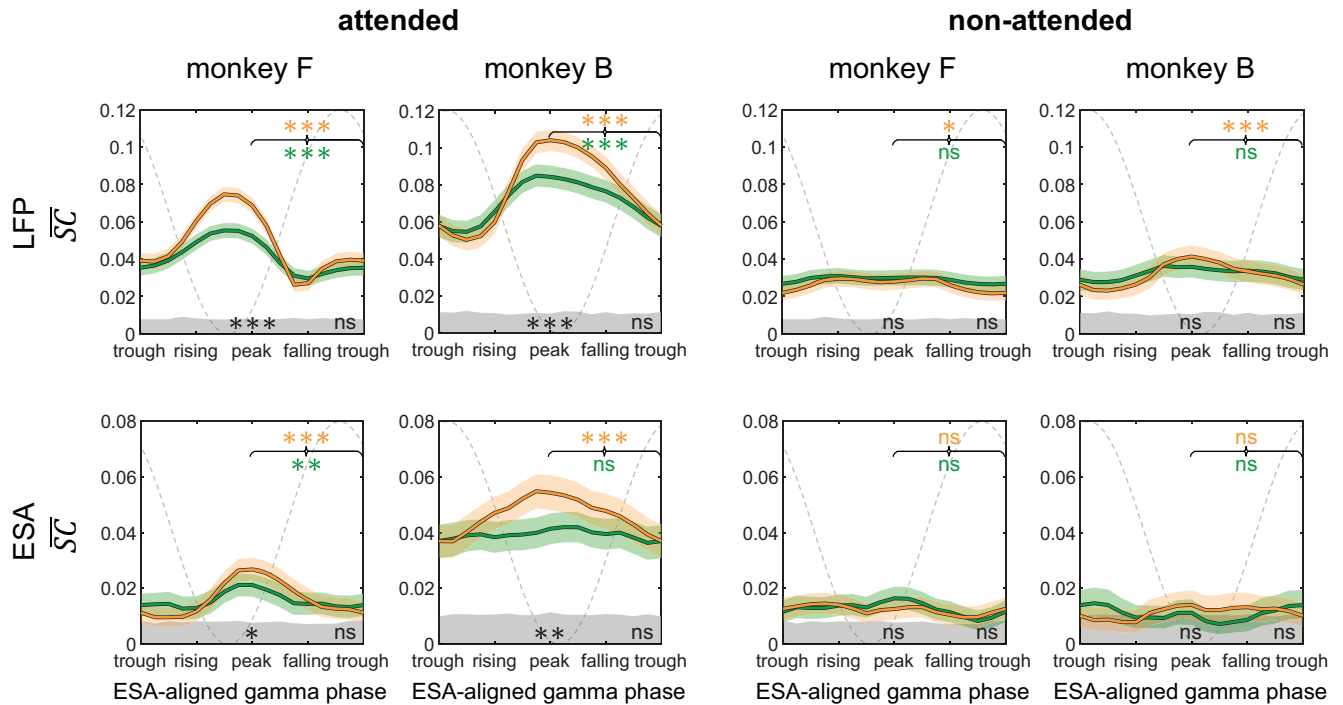 attended non-attended
monkey F monkey B monkey F monkey B
LFP
SC
0.12 0.12 0.12 0.12
*** *** * ***
0.1 0.1 0.1 0.1
*** *** ns ns
0.08 0.08 0.08 0.08
0.06 0.06 0.06 0.06
0.04 0.04 0.04 0.04
0.02 0.02 0.02 0.02
*** ns *** ns ns ns ns ns
0 0 0 0
trough rising peak falling trough trough rising peak falling trough trough rising peak falling trough trough rising peak falling trough
ESA
SC
0.08 0.08 0.08 0.08
*** *** ns ns
** ns ns ns
0.06 0.06 0.06 0.06
0.04 0.04 0.04 0.04
0.02 0.02 0.02 0.02
* ns ** ns ns ns ns ns
0 0 0 0
trough rising peak falling trough trough rising peak falling trough trough rising peak falling trough trough rising peak falling trough
ESA-aligned gamma phase ESA-aligned gamma phase ESA-aligned gamma phase ESA-aligned gamma phase